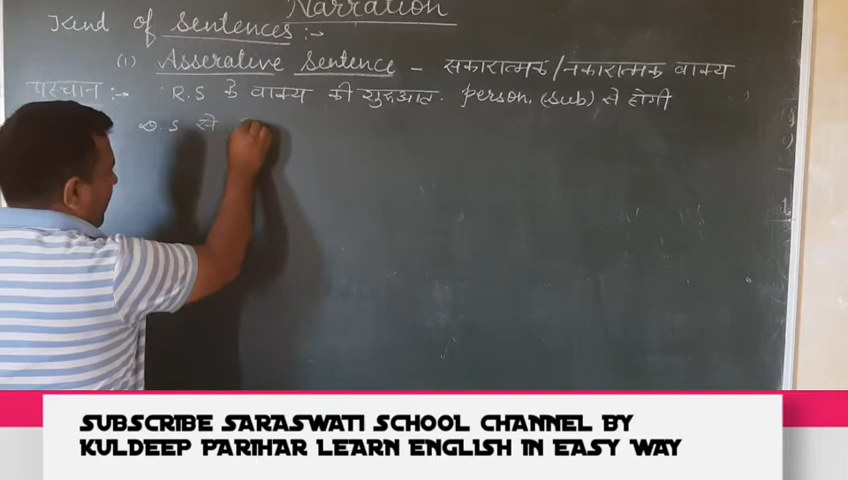 Narration
Kind of Sentences :-
(1) Asserative Sentence - सकारात्मक/नकारात्मक वाक्य
पहचान :- R.S के वाक्य की शुरुआत. person, (Sub) से होगी
D.S से
SUBSCRIBE SARASWATI SCHOOL CHANNEL BY
KULDEEP PARIHAR LEARN ENGLISH IN EASY WAY